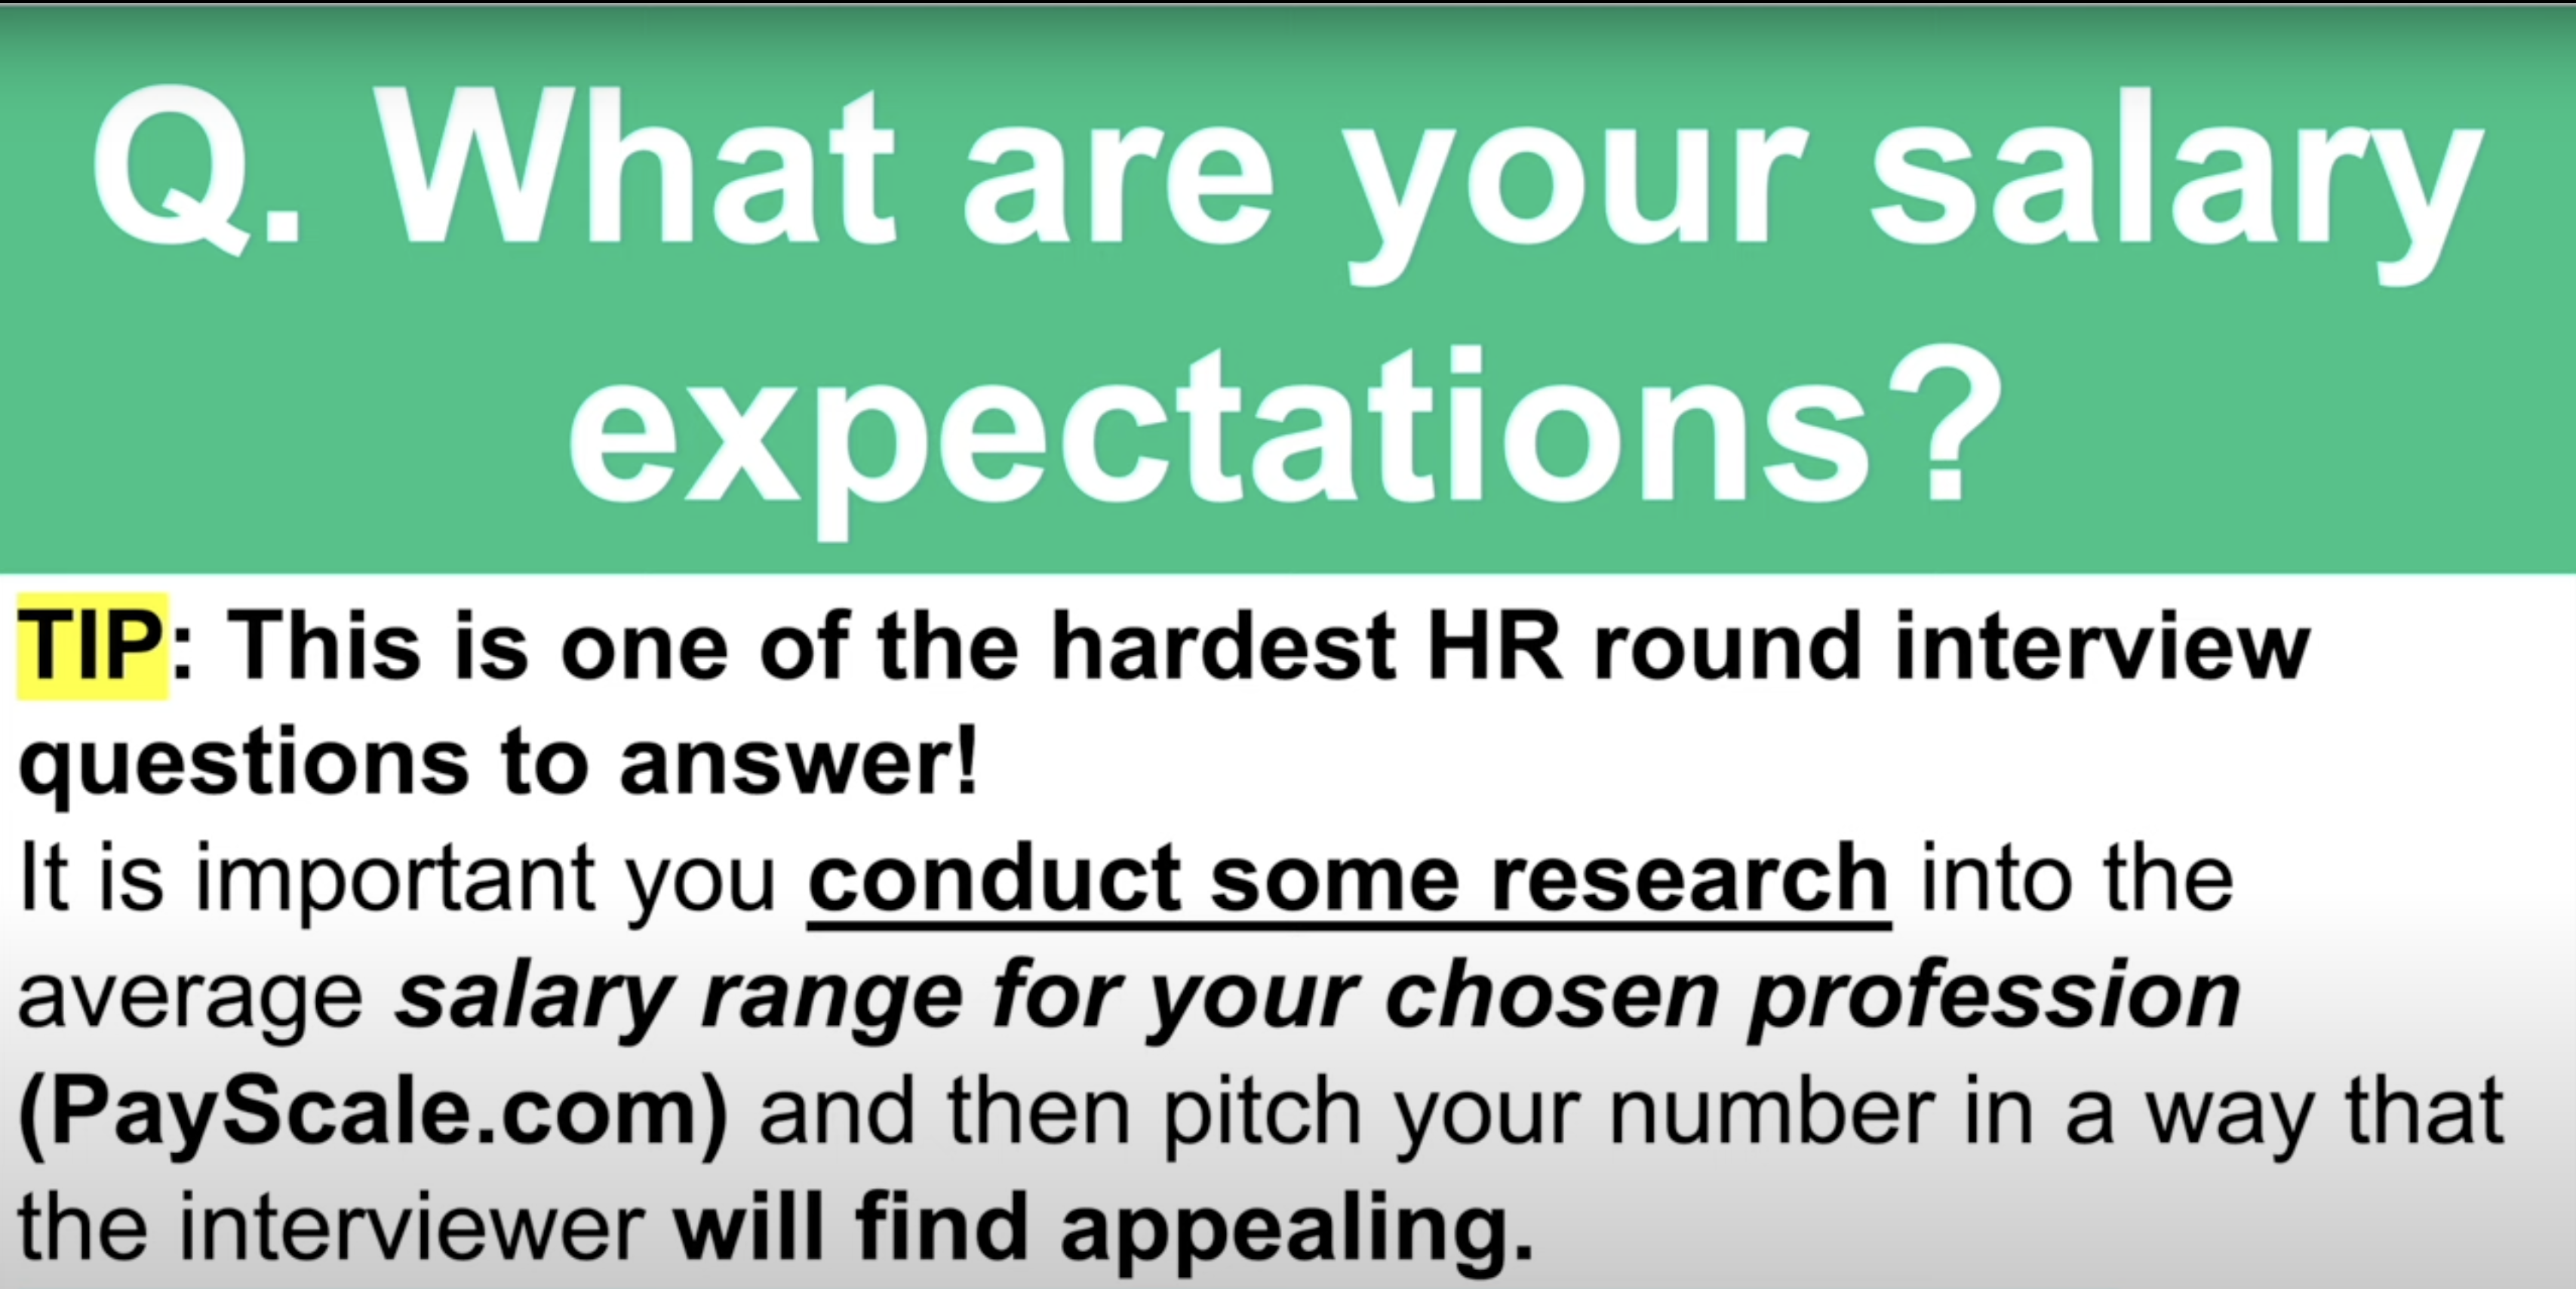 Q. What are your salary
expectations?
TIP: This is one of the hardest HR round interview
questions to answer!
It is important you conduct some research into the
average salary range for your chosen profession
(PayScale.com) and then pitch your number in a way that
the interviewer will find appealing.